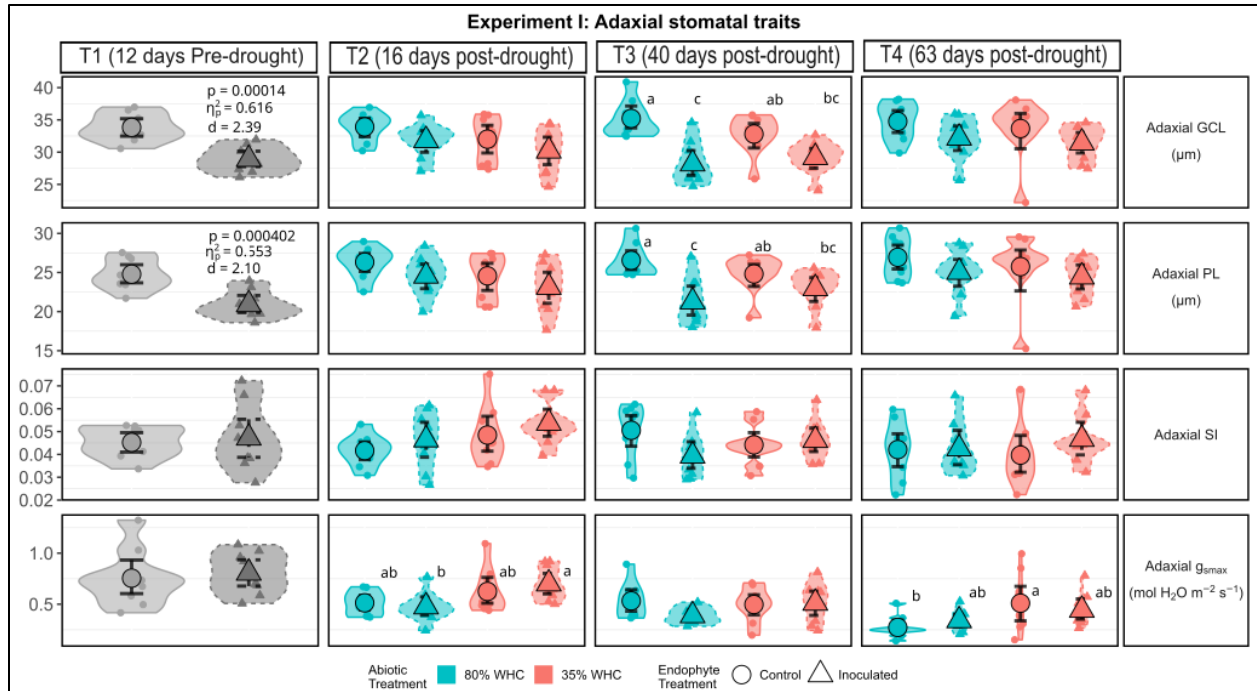 Experiment I: Adaxial stomatal traits
T1 (12 days Pre-drought)
T2 (16 days post-drought)
T3 (40 days post-drought)
T4 (63 days post-drought)
40
35
30
25
p = 0.00014
η²ₚ = 0.616
d = 2.39
a
c
ab
bc
Adaxial GCL
(µm)
30
25
20
15
p = 0.000402
η²ₚ = 0.553
d = 2.10
a
c
ab
bc
Adaxial PL
(µm)
0.07
0.06
0.05
0.04
0.03
0.02
Adaxial SI
1.0
0.5
ab
b
ab
a
b
ab
a
ab
Adaxial gsmax
(mol H₂O m⁻² s⁻¹)
Abiotic
Treatment
80% WHC
35% WHC
Endophyte
Treatment
Control
Inoculated